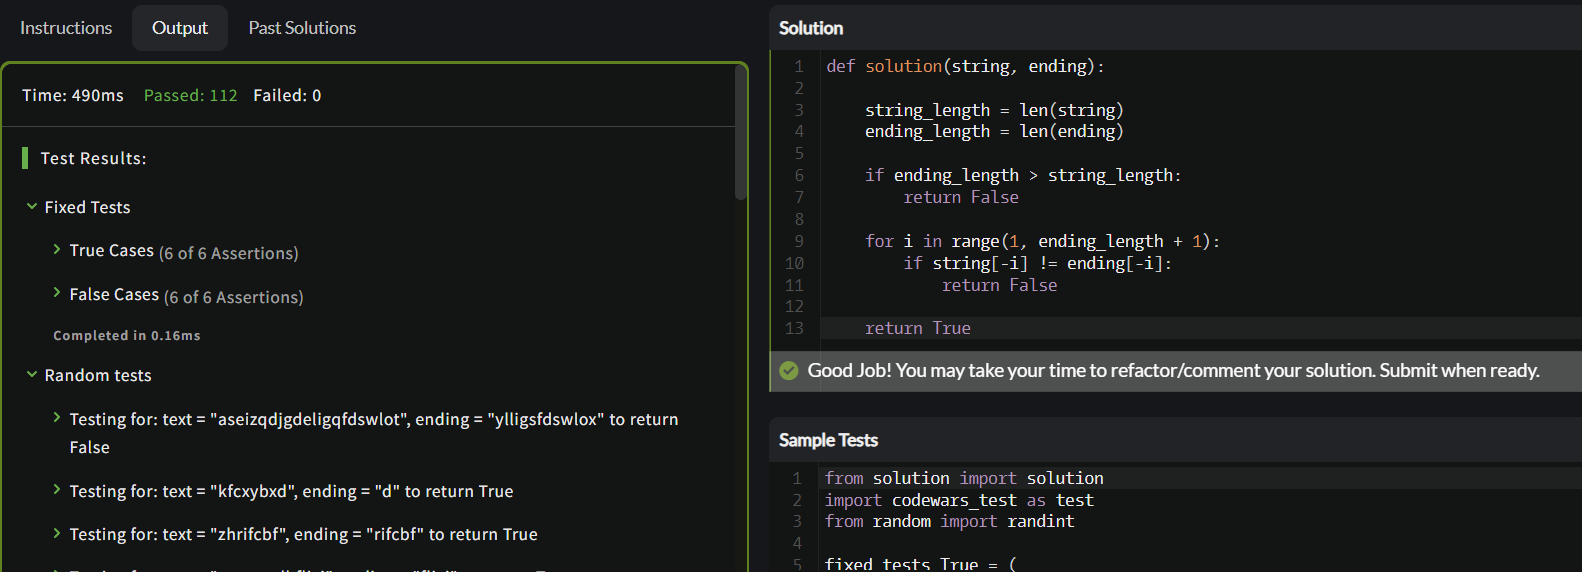 Instructions
Output
Past Solutions
Time: 490ms Passed: 112 Failed: 0
Test Results:
Fixed Tests
True Cases (6 of 6 Assertions)
False Cases (6 of 6 Assertions)
Completed in 0.16ms
Random tests
Testing for: text = "aseizqdjgdeligqfdswlot", ending = "ylligsfdswlox" to return
False
Testing for: text = "kfcxybxd", ending = "d" to return True
Testing for: text = "zhrifcbf", ending = "rifcbf" to return True
Solution
1 def solution(string, ending):
2
3     string_length = len(string)
4     ending_length = len(ending)
5
6     if ending_length > string_length:
7         return False
8
9     for i in range(1, ending_length + 1):
10         if string[-i] != ending[-i]:
11             return False
12
13     return True
Good Job! You may take your time to refactor/comment your solution. Submit when ready.
Sample Tests
1 from solution import solution
2 import codewars_test as test
3 from random import randint
4
5 fixed_tests_True = (